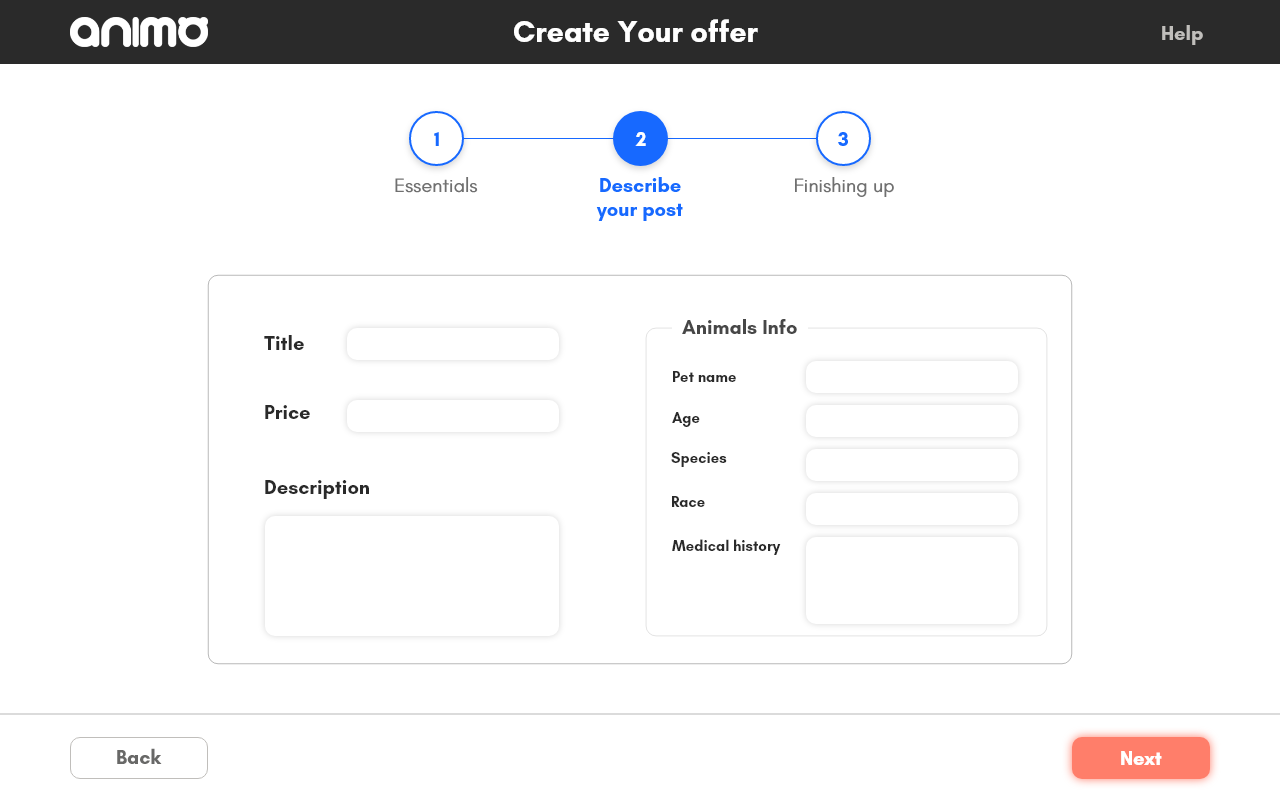 animo
Create Your offer
Help
1
2
3
Essentials
Describe
your post
Finishing up
Title
Price
Description
Animals Info
Pet name
Age
Species
Race
Medical history
Back
Next